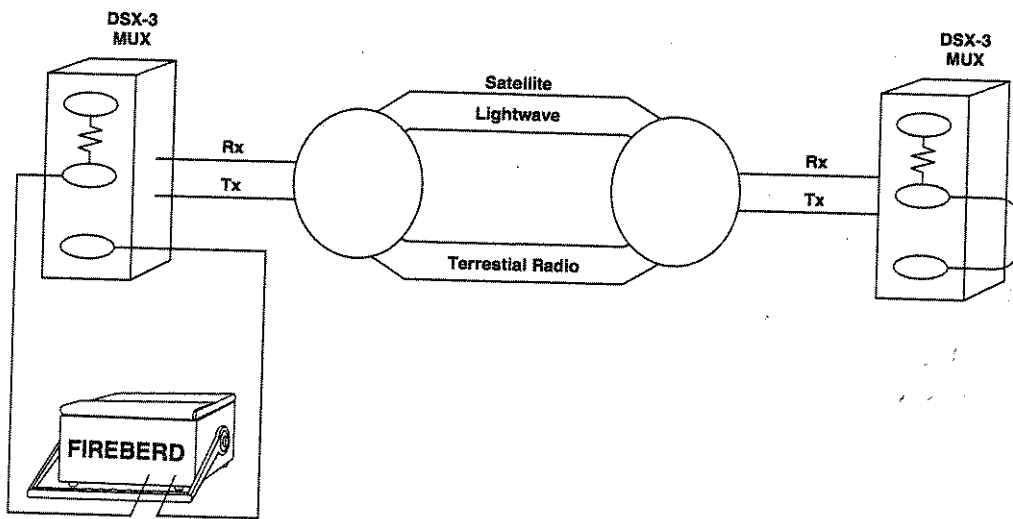 DSX-3
MUX
DSX-3
MUX
Satellite
Lightwave
Rx
Tx
Rx
Tx
Terrestial Radio
FIREBERD